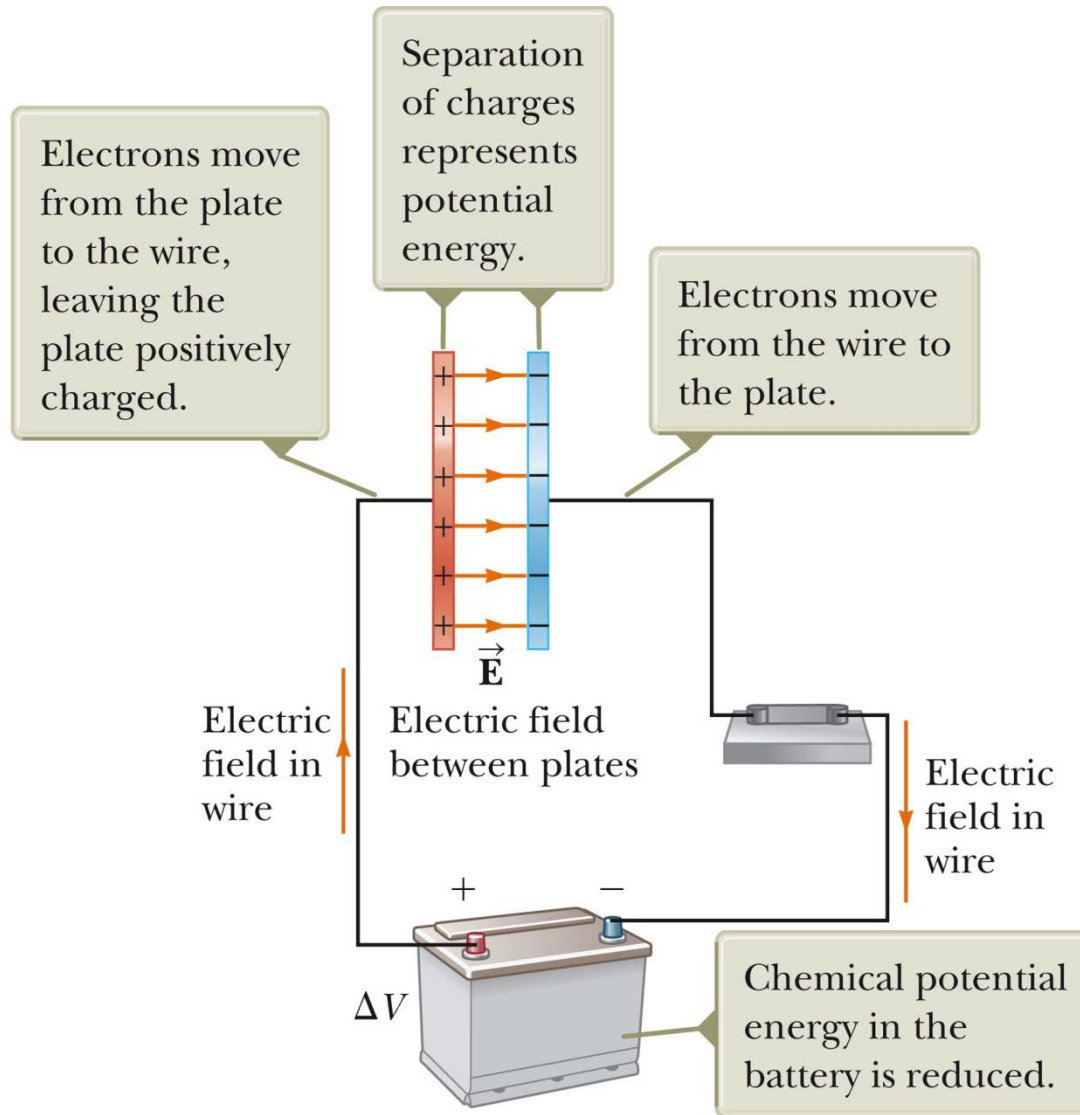 Separation
of charges
represents
potential
energy.
Electrons move
from the plate
to the wire,
leaving the
plate positively
charged.
Electrons move
from the wire to
the plate.
+ −
+ −
+ −
+ −
+ −
+ −
E
Electric field
between plates
Electric
field in
wire
Electric
field in
wire
+ −
ΔV
Chemical potential
energy in the
battery is reduced.